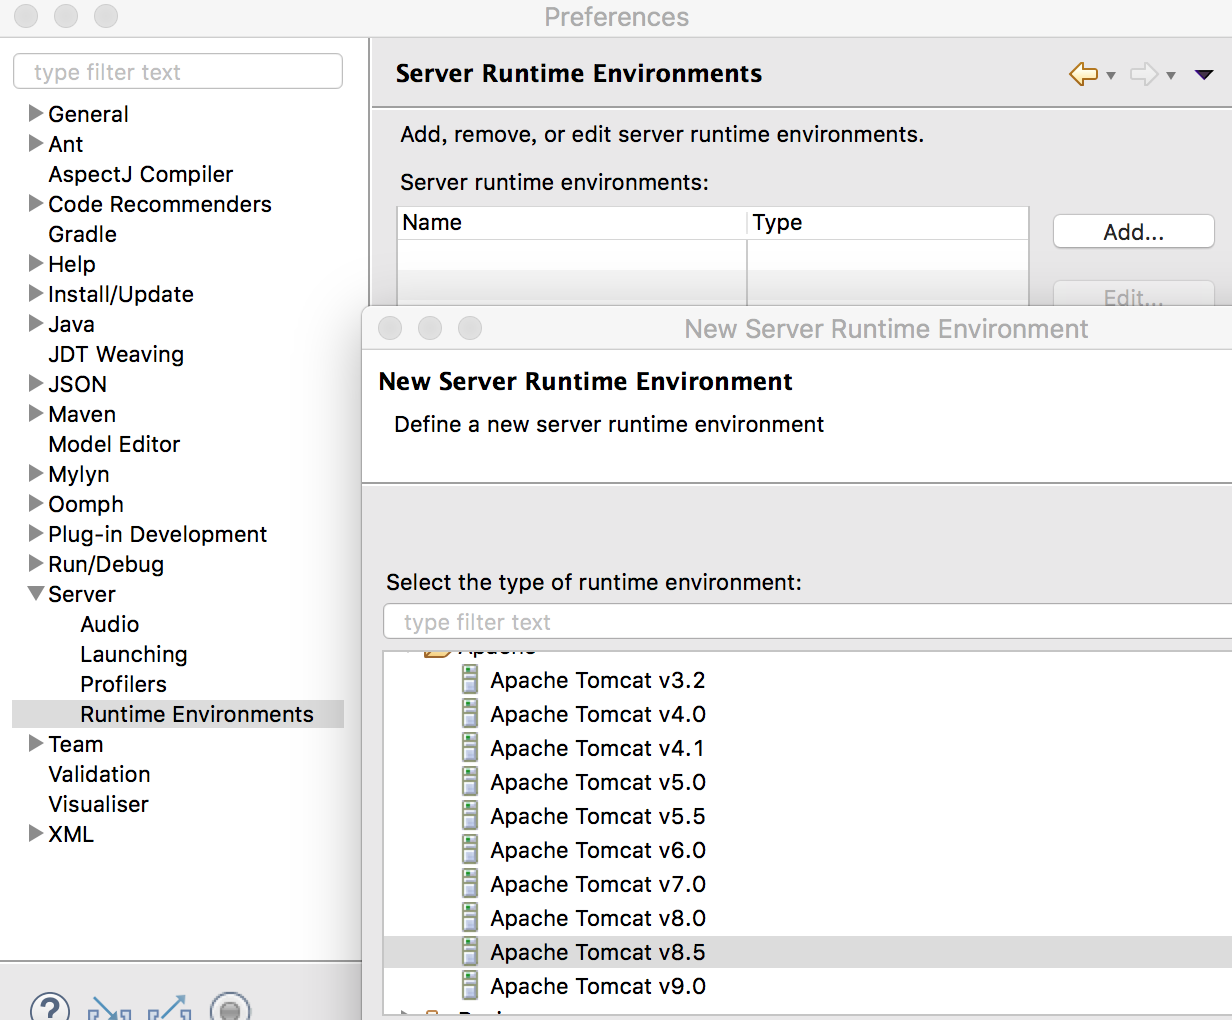 Preferences
type filter text
General
Ant
AspectJ Compiler
Code Recommenders
Gradle
Help
Install/Update
Java
JDT Weaving
JSON
Maven
Model Editor
Mylyn
Oomph
Plug-in Development
Run/Debug
Server
Audio
Launching
Profilers
Runtime Environments
Team
Validation
Visualiser
XML
Server Runtime Environments
Add, remove, or edit server runtime environments.
Server runtime environments:
Name Type
Add...
Edit...
New Server Runtime Environment
New Server Runtime Environment
Define a new server runtime environment
Select the type of runtime environment:
type filter text
Apache
Apache Tomcat v3.2
Apache Tomcat v4.0
Apache Tomcat v4.1
Apache Tomcat v5.0
Apache Tomcat v5.5
Apache Tomcat v6.0
Apache Tomcat v7.0
Apache Tomcat v8.0
Apache Tomcat v8.5
Apache Tomcat v9.0